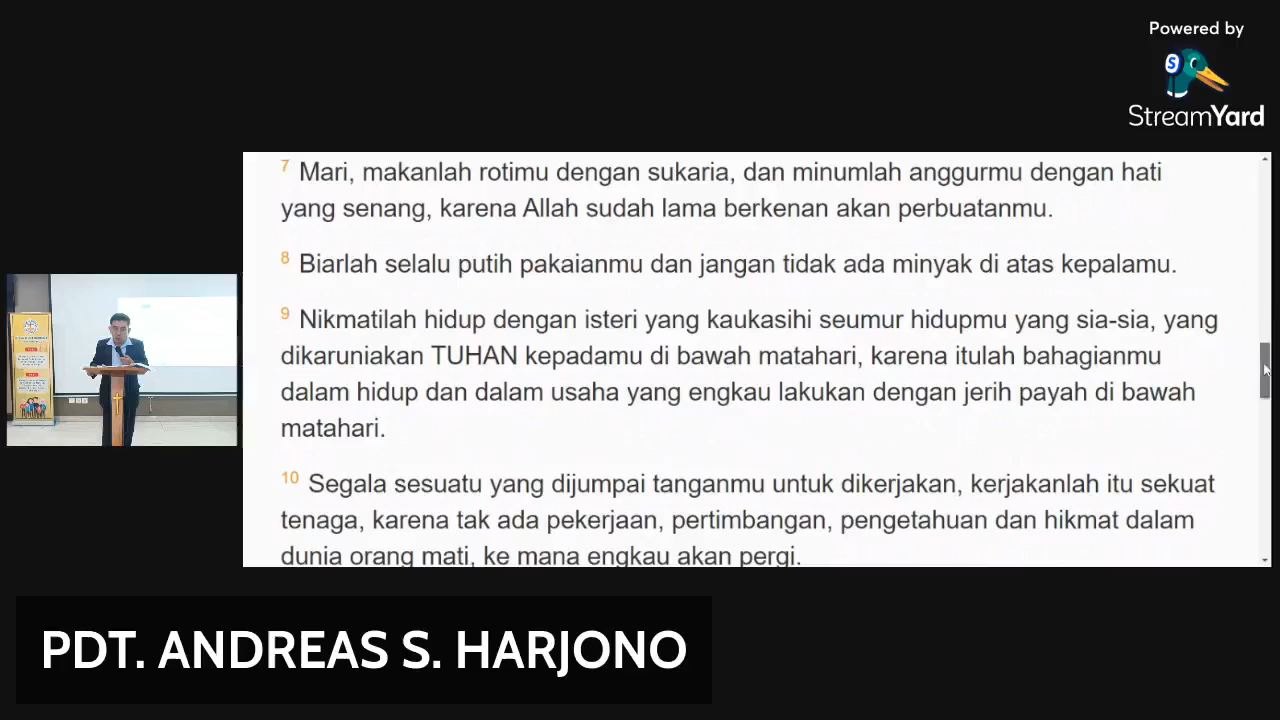 Powered by
StreamYard
7 Mari, makanlah rotimu dengan sukaria, dan minumlah anggurmu dengan hati
yang senang, karena Allah sudah lama berkenan akan perbuatanmu.
8 Biarlah selalu putih pakaianmu dan jangan tidak ada minyak di atas kepalamu.
9 Nikmatilah hidup dengan isteri yang kaukasihi seumur hidupmu yang sia-sia, yang
dikaruniakan TUHAN kepadamu di bawah matahari, karena itulah bahagianmu
dalam hidup dan dalam usaha yang engkau lakukan dengan jerih payah di bawah
matahari.
10 Segala sesuatu yang dijumpai tanganmu untuk dikerjakan, kerjakanlah itu sekuat
tenaga, karena tak ada pekerjaan, pertimbangan, pengetahuan dan hikmat dalam
dunia orang mati, ke mana engkau akan pergi.
PDT. ANDREAS S. HARJONO